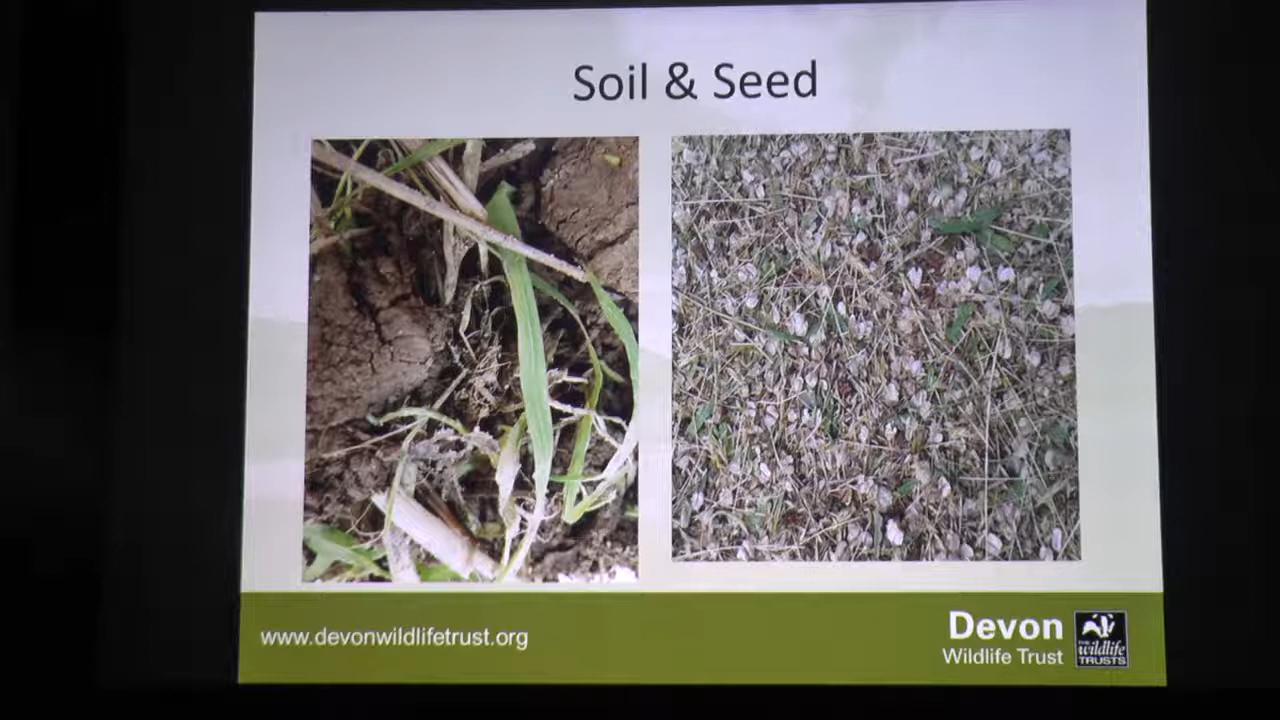 Soil & Seed
www.devonwildlifetrust.org
Devon
Wildlife Trust
THE
wildlife
TRUSTS